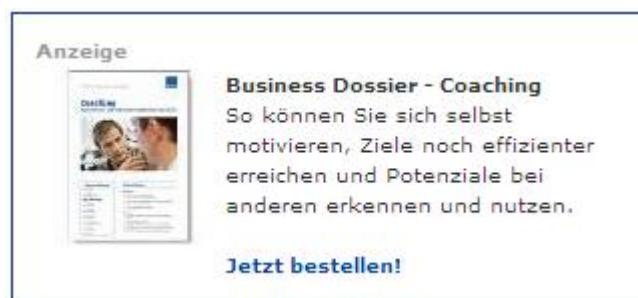 Anzeige
Coaching
Business Dossier - Coaching
So können Sie sich selbst
motivieren, Ziele noch effizienter
erreichen und Potenziale bei
anderen erkennen und nutzen.
Jetzt bestellen!